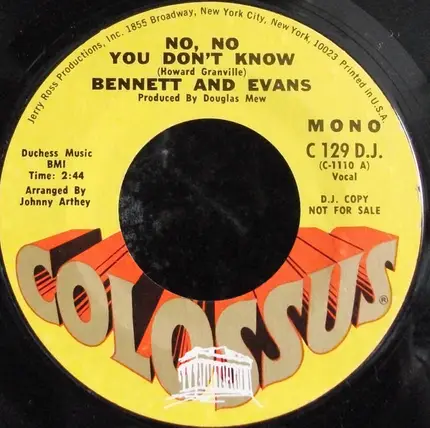 Jerry Ross Productions, Inc. 1855 Broadway, New York City, New York, 10023 Printed in U.S.A.
NO, NO
YOU DON'T KNOW
(Howard Granville)
BENNETT AND EVANS
Produced By Douglas Mew
MONO
C 129 D.J.
(C-1110 A)
Vocal
D.J. COPY
NOT FOR SALE
Duchess Music
BMI
Time: 2:44
Arranged By
Johnny Arthey
COLOSSUS®